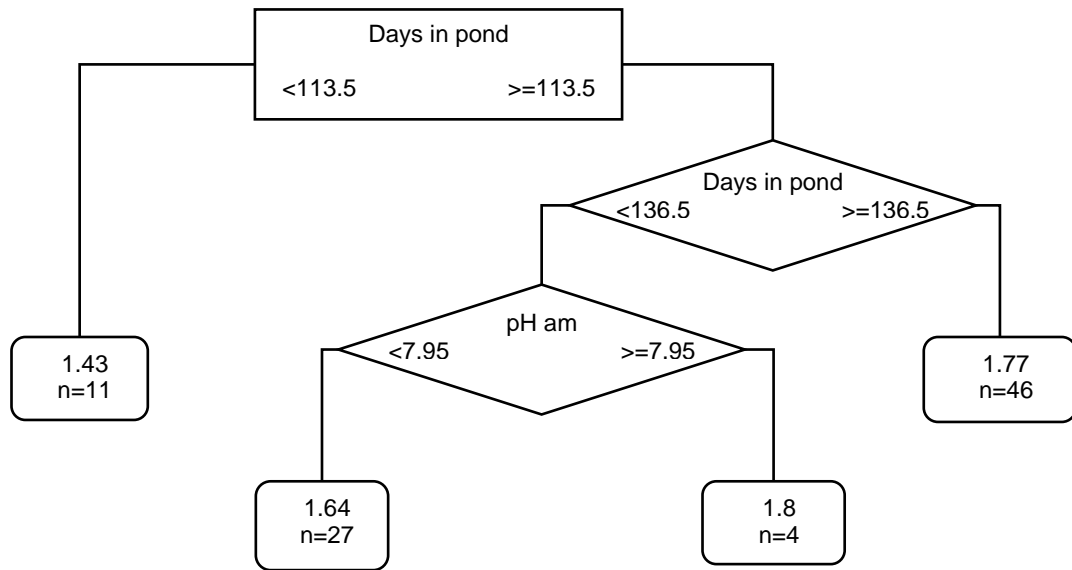 Days in pond
<113.5 >=113.5
Days in pond
<136.5 >=136.5
pH am
<7.95 >=7.95
1.43
n=11
1.77
n=46
1.64
n=27
1.8
n=4